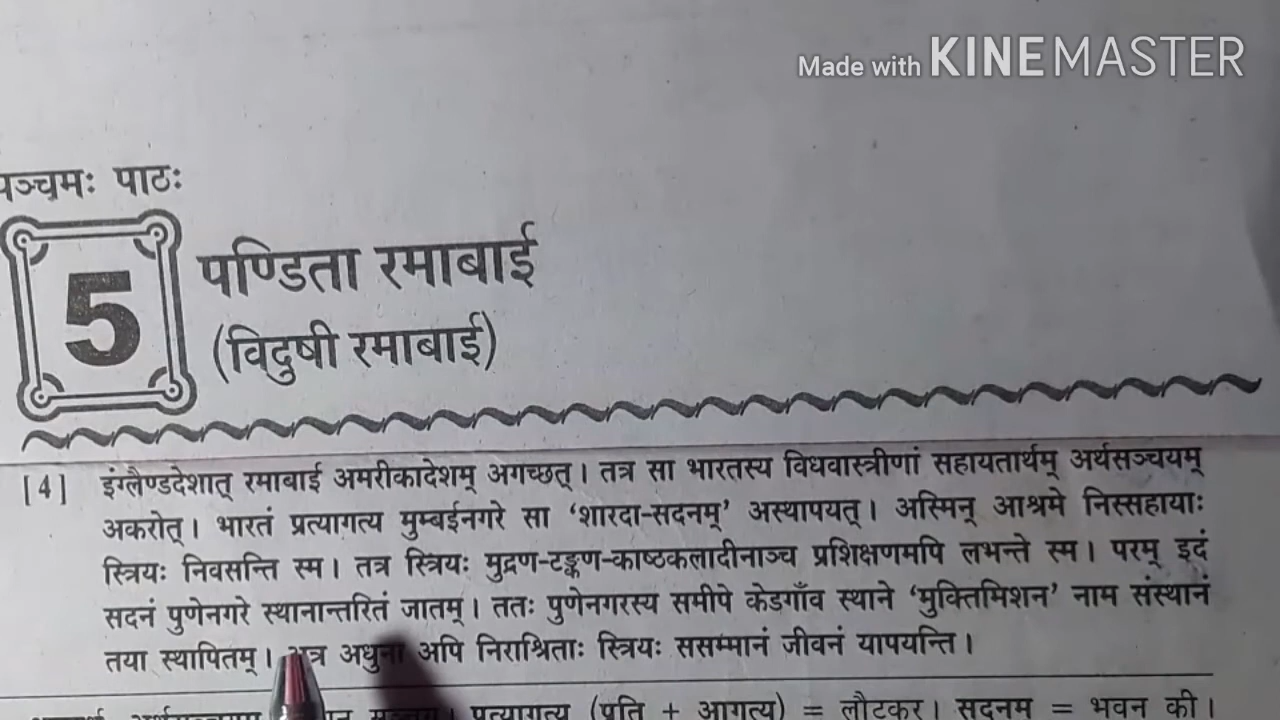 Made with KINEMASTER
पञ्चमः पाठः
5
पण्डिता रमाबाई
(विदुषी रमाबाई)
[4] इंग्लैण्डदेशात् रमाबाई अमरीकादेशम् अगच्छत्। तत्र सा भारतस्य विधवास्त्रीणां सहायतार्थम् अर्थसञ्चयम्
अकरोत्। भारतं प्रत्यागत्य मुम्बईनगरे सा ‘शारदा-सदनम्’ अस्थापयत्। अस्मिन् आश्रमे निस्सहायाः
स्त्रियः निवसन्ति स्म। तत्र स्त्रियः मुद्रण-टङ्कण-काष्ठकलादीनाञ्च प्रशिक्षणमपि लभन्ते स्म। परम् इदं
सदनं पुणेनगरे स्थानान्तरितं जातम्। ततः पुणेनगरस्य समीपे केडगाँव स्थाने ‘मुक्तिमिशन’ नाम संस्थानं
तया स्थापितम्। अत्र अधुना अपि निराश्रिताः स्त्रियः ससम्मानं जीवनं यापयन्ति।
प्रत्यागत्य (प्रति + आगत्य) = लौटकर। सदनम् = भवन की।